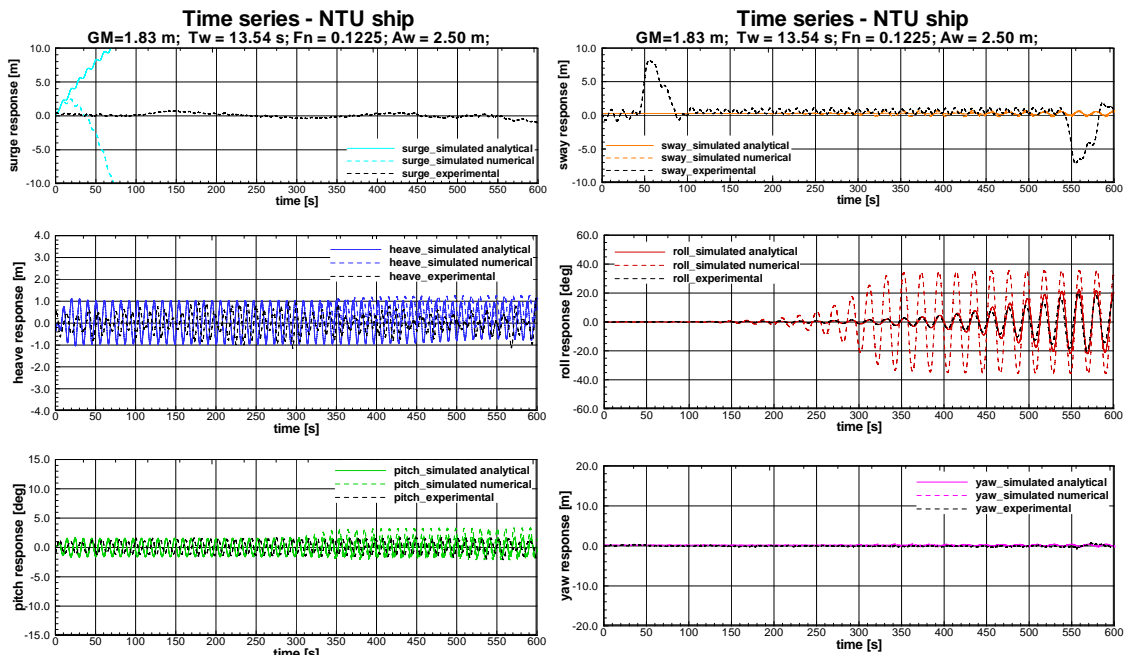 Time series - NTU ship
GM=1.83 m; Tw = 13.54 s; Fn = 0.1225; Aw = 2.50 m;
surge response [m]
10.0
5.0
0.0
-5.0
-10.0
surge_simulated analytical
surge_simulated numerical
surge_experimental
0 50 100 150 200 250 300 350 400 450 500 550 600
time [s]
Time series - NTU ship
GM=1.83 m; Tw = 13.54 s; Fn = 0.1225; Aw = 2.50 m;
sway response [m]
10.0
5.0
0.0
-5.0
-10.0
sway_simulated analytical
sway_simulated numerical
sway_experimental
0 50 100 150 200 250 300 350 400 450 500 550 600
time [s]
heave response [m]
4.0
3.0
2.0
1.0
0.0
-1.0
-2.0
-3.0
-4.0
heave_simulated analytical
heave_simulated numerical
heave_experimental
0 50 100 150 200 250 300 350 400 450 500 550 600
time [s]
roll response [deg]
60.0
40.0
20.0
0.0
-20.0
-40.0
-60.0
roll_simulated analytical
roll_simulated numerical
roll_experimental
0 50 100 150 200 250 300 350 400 450 500 550 600
time [s]
pitch response [deg]
15.0
10.0
5.0
0.0
-5.0
-10.0
-15.0
pitch_simulated analytical
pitch_simulated numerical
pitch_experimental
0 50 100 150 200 250 300 350 400 450 500 550 600
time [s]
yaw response [m]
20.0
10.0
0.0
-10.0
-20.0
yaw_simulated analytical
yaw_simulated numerical
yaw_experimental
0 50 100 150 200 250 300 350 400 450 500 550 600
time [s]